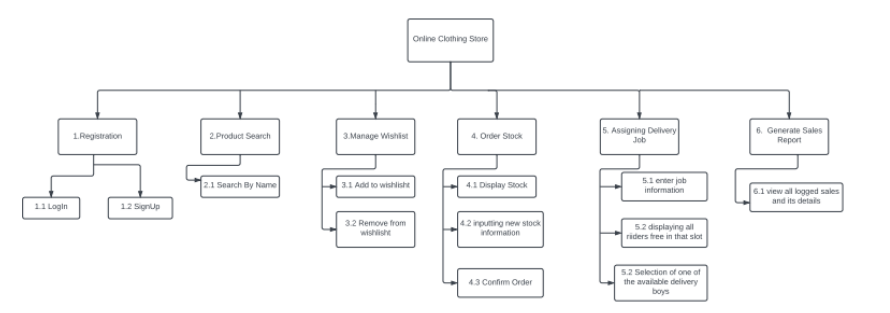 Online Clothing Store
1.Registration
2.Product Search
3.Manage Wishlist
4. Order Stock
5. Assigning Delivery
Job
6. Generate Sales
Report
1.1 LogIn
1.2 SignUp
2.1 Search By Name
3.1 Add to wishlisht
3.2 Remove from
wishlisht
4.1 Display Stock
4.2 inputting new stock
information
4.3 Confirm Order
5.1 enter job
information
5.2 displaying all
riiders free in that slot
5.2 Selection of one of
the available delivery
boys
6.1 view all logged sales
and its details